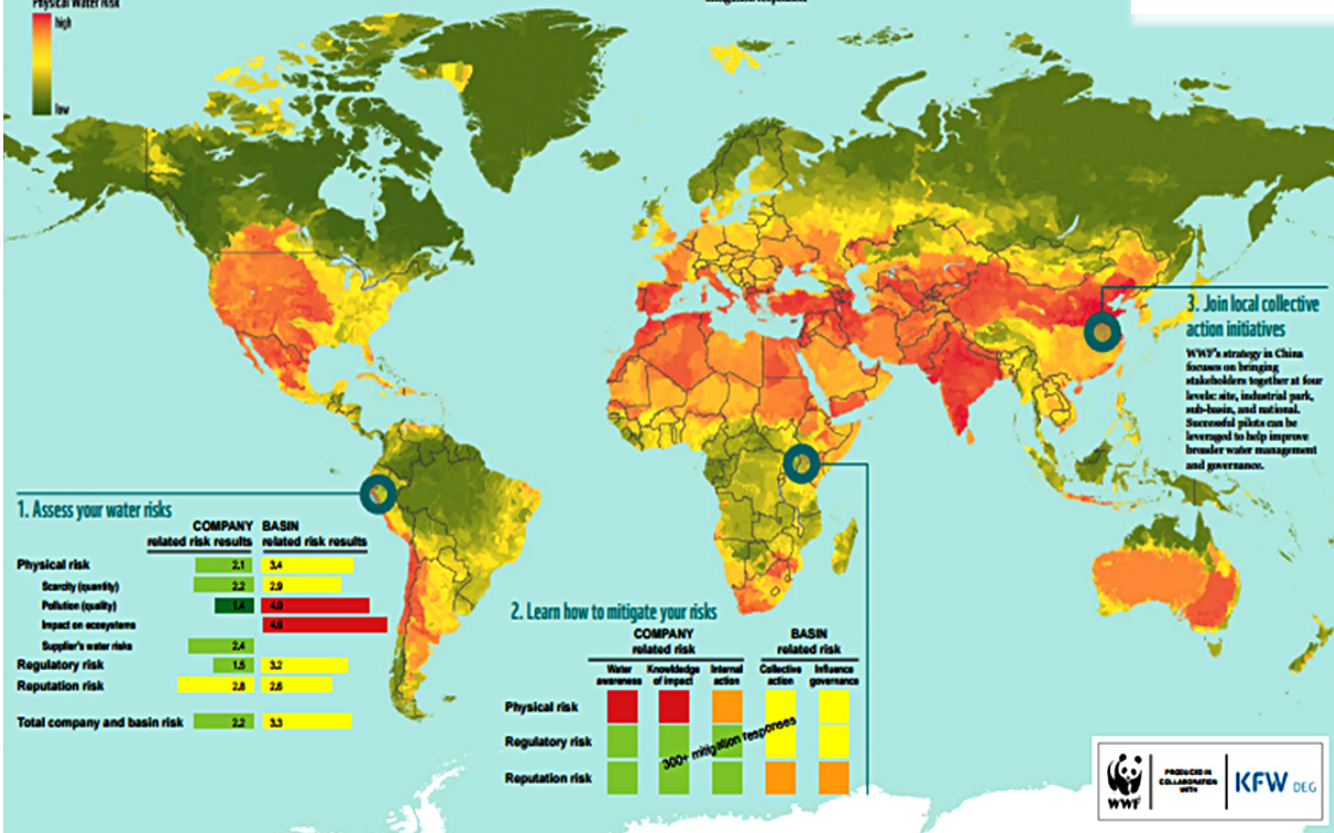 Physical Water Risk
high
low
3. Join local collective
action initiatives
WWF's strategy in China
focuses on bringing
stakeholders together at four
levels: site, industrial park,
sub-basin, and national.
Successful pilots can be
leveraged to help improve
broader water management
and governance.
1. Assess your water risks
COMPANY BASIN
related risk results related risk results
Physical risk 2.1 3.4
Scarcity (quantity) 2.2 2.9
Pollution (quality) 1.4 4.0
Impact on ecosystems
Supplier's water risks 2.4
Regulatory risk 1.5 3.2
Reputation risk 2.8 2.6
Total company and basin risk 2.2 3.3
2. Learn how to mitigate your risks
COMPANY BASIN
related risk related risk
Water Knowldedge Internal Collective Influence
awareness of impact action action governance
Physical risk
Regulatory risk
Reputation risk
300+ mitigation responses
WWF
PRODUCED IN
COLLABORATION
WITH
KFW DEG